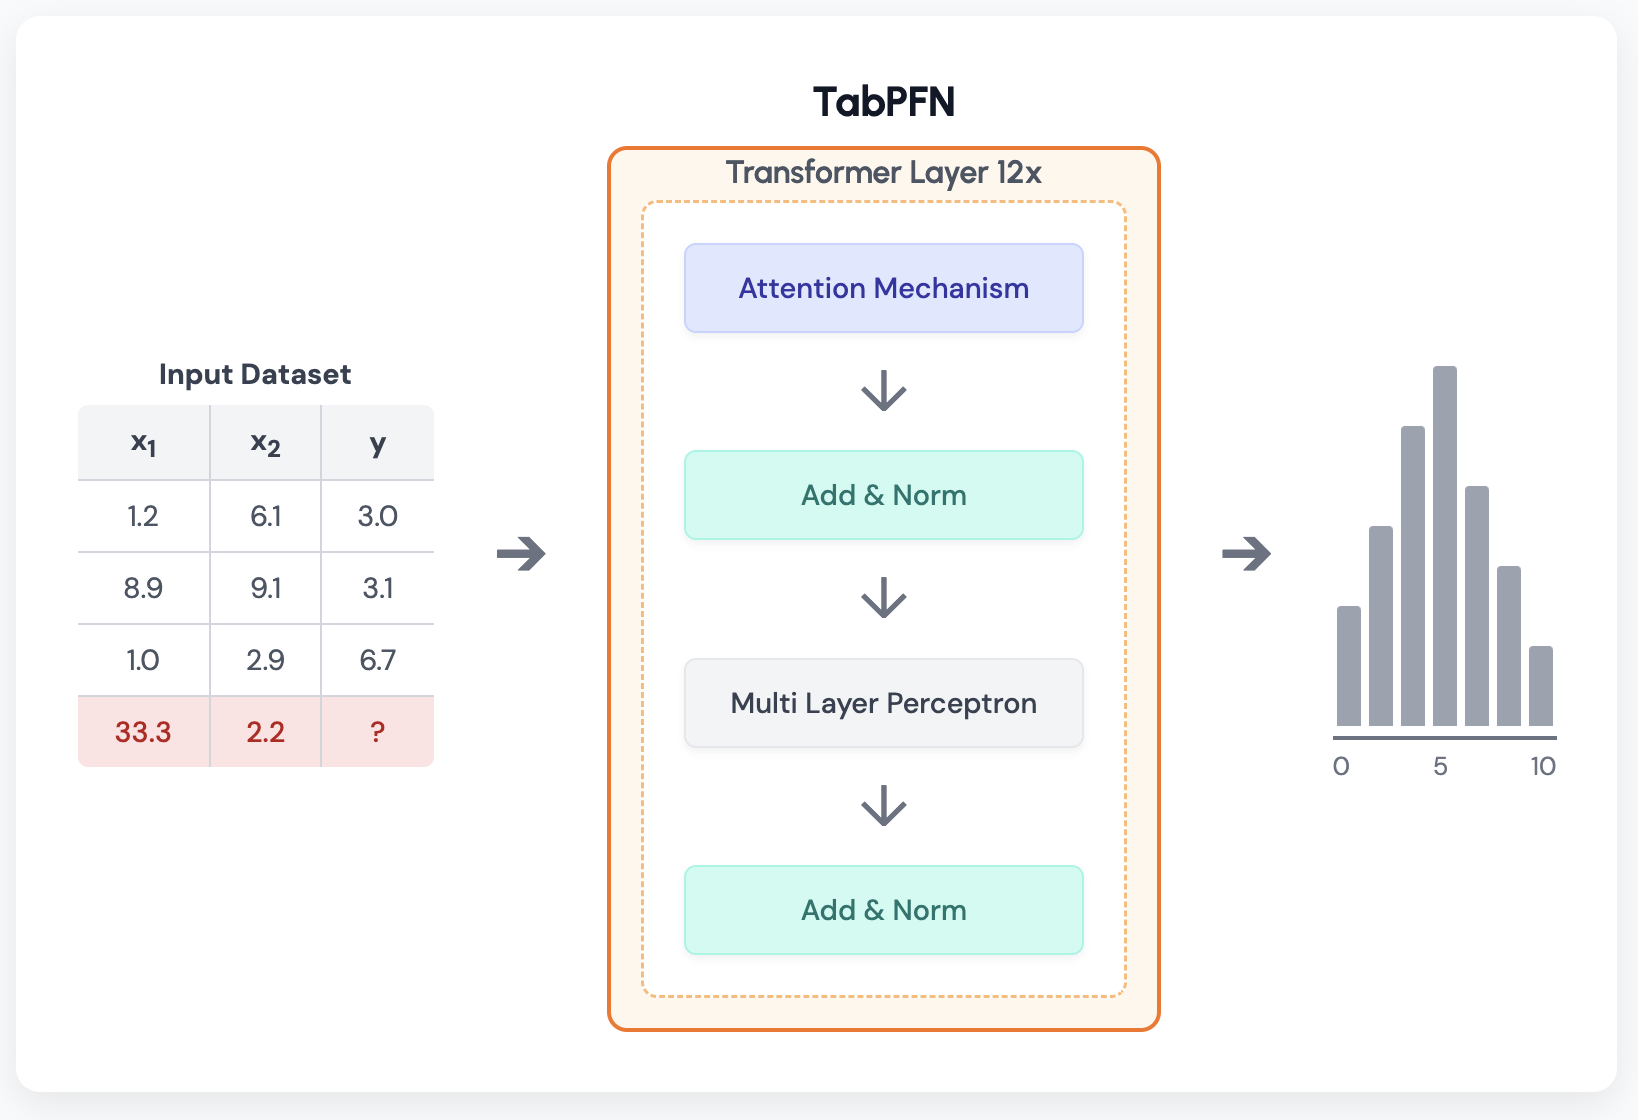 TabPFN
Transformer Layer 12x
Attention Mechanism
Add & Norm
Multi Layer Perceptron
Add & Norm
Input Dataset
x₁ x₂ y
1.2 6.1 3.0
8.9 9.1 3.1
1.0 2.9 6.7
33.3 2.2 ?
0 5 10